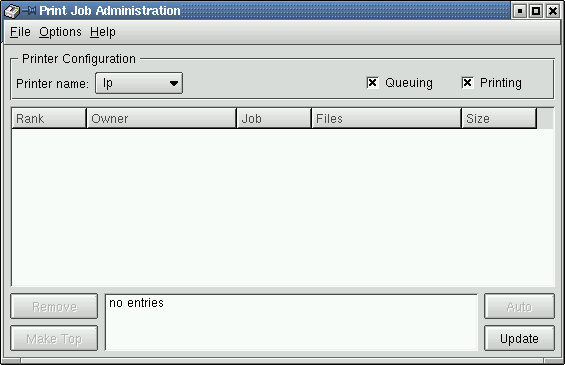 Print Job Administration
File Options Help
Printer Configuration
Printer name: lp Queuing Printing
Rank Owner Job Files Size
Remove no entries Auto
Make Top Update